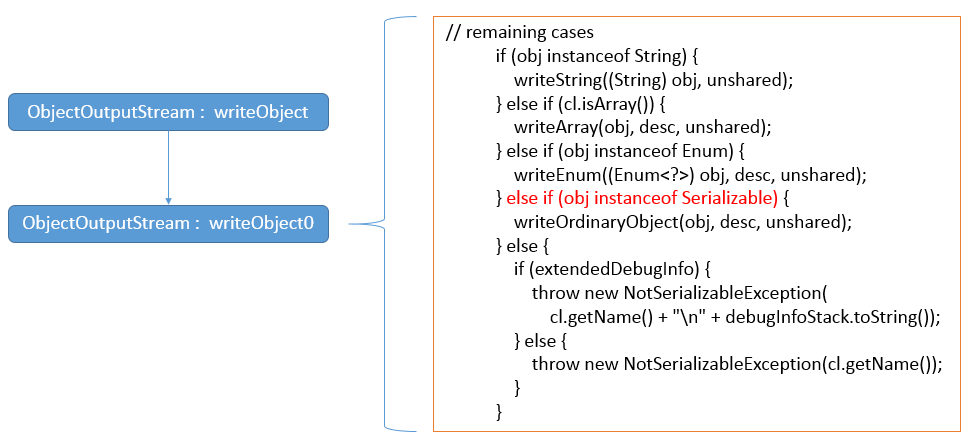 ObjectOutputStream : writeObject
ObjectOutputStream : writeObject0
// remaining cases
if (obj instanceof String) {
writeString((String) obj, unshared);
} else if (cl.isArray()) {
writeArray(obj, desc, unshared);
} else if (obj instanceof Enum) {
writeEnum((Enum<?>) obj, desc, unshared);
} else if (obj instanceof Serializable) {
writeOrdinaryObject(obj, desc, unshared);
} else {
if (extendedDebugInfo) {
throw new NotSerializableException(
cl.getName() + "\n" + debugInfoStack.toString());
} else {
throw new NotSerializableException(cl.getName());
}
}